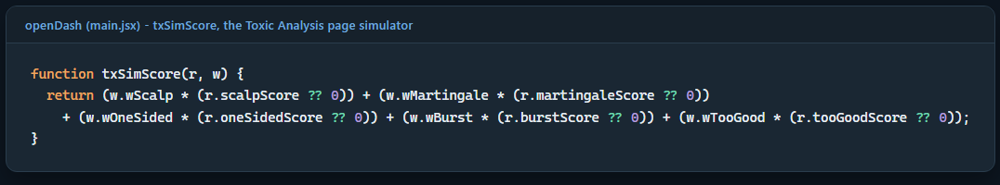 openDash (main.jsx) - txSimScore, the Toxic Analysis page simulator
function txSimScore(r, w) {
  return (w.wScalp * (r.scalpScore ?? 0)) + (w.wMartingale * (r.martingaleScore ?? 0))
    + (w.wOneSided * (r.oneSidedScore ?? 0)) + (w.wBurst * (r.burstScore ?? 0)) + (w.wTooGood * (r.tooGoodScore ?? 0));
}